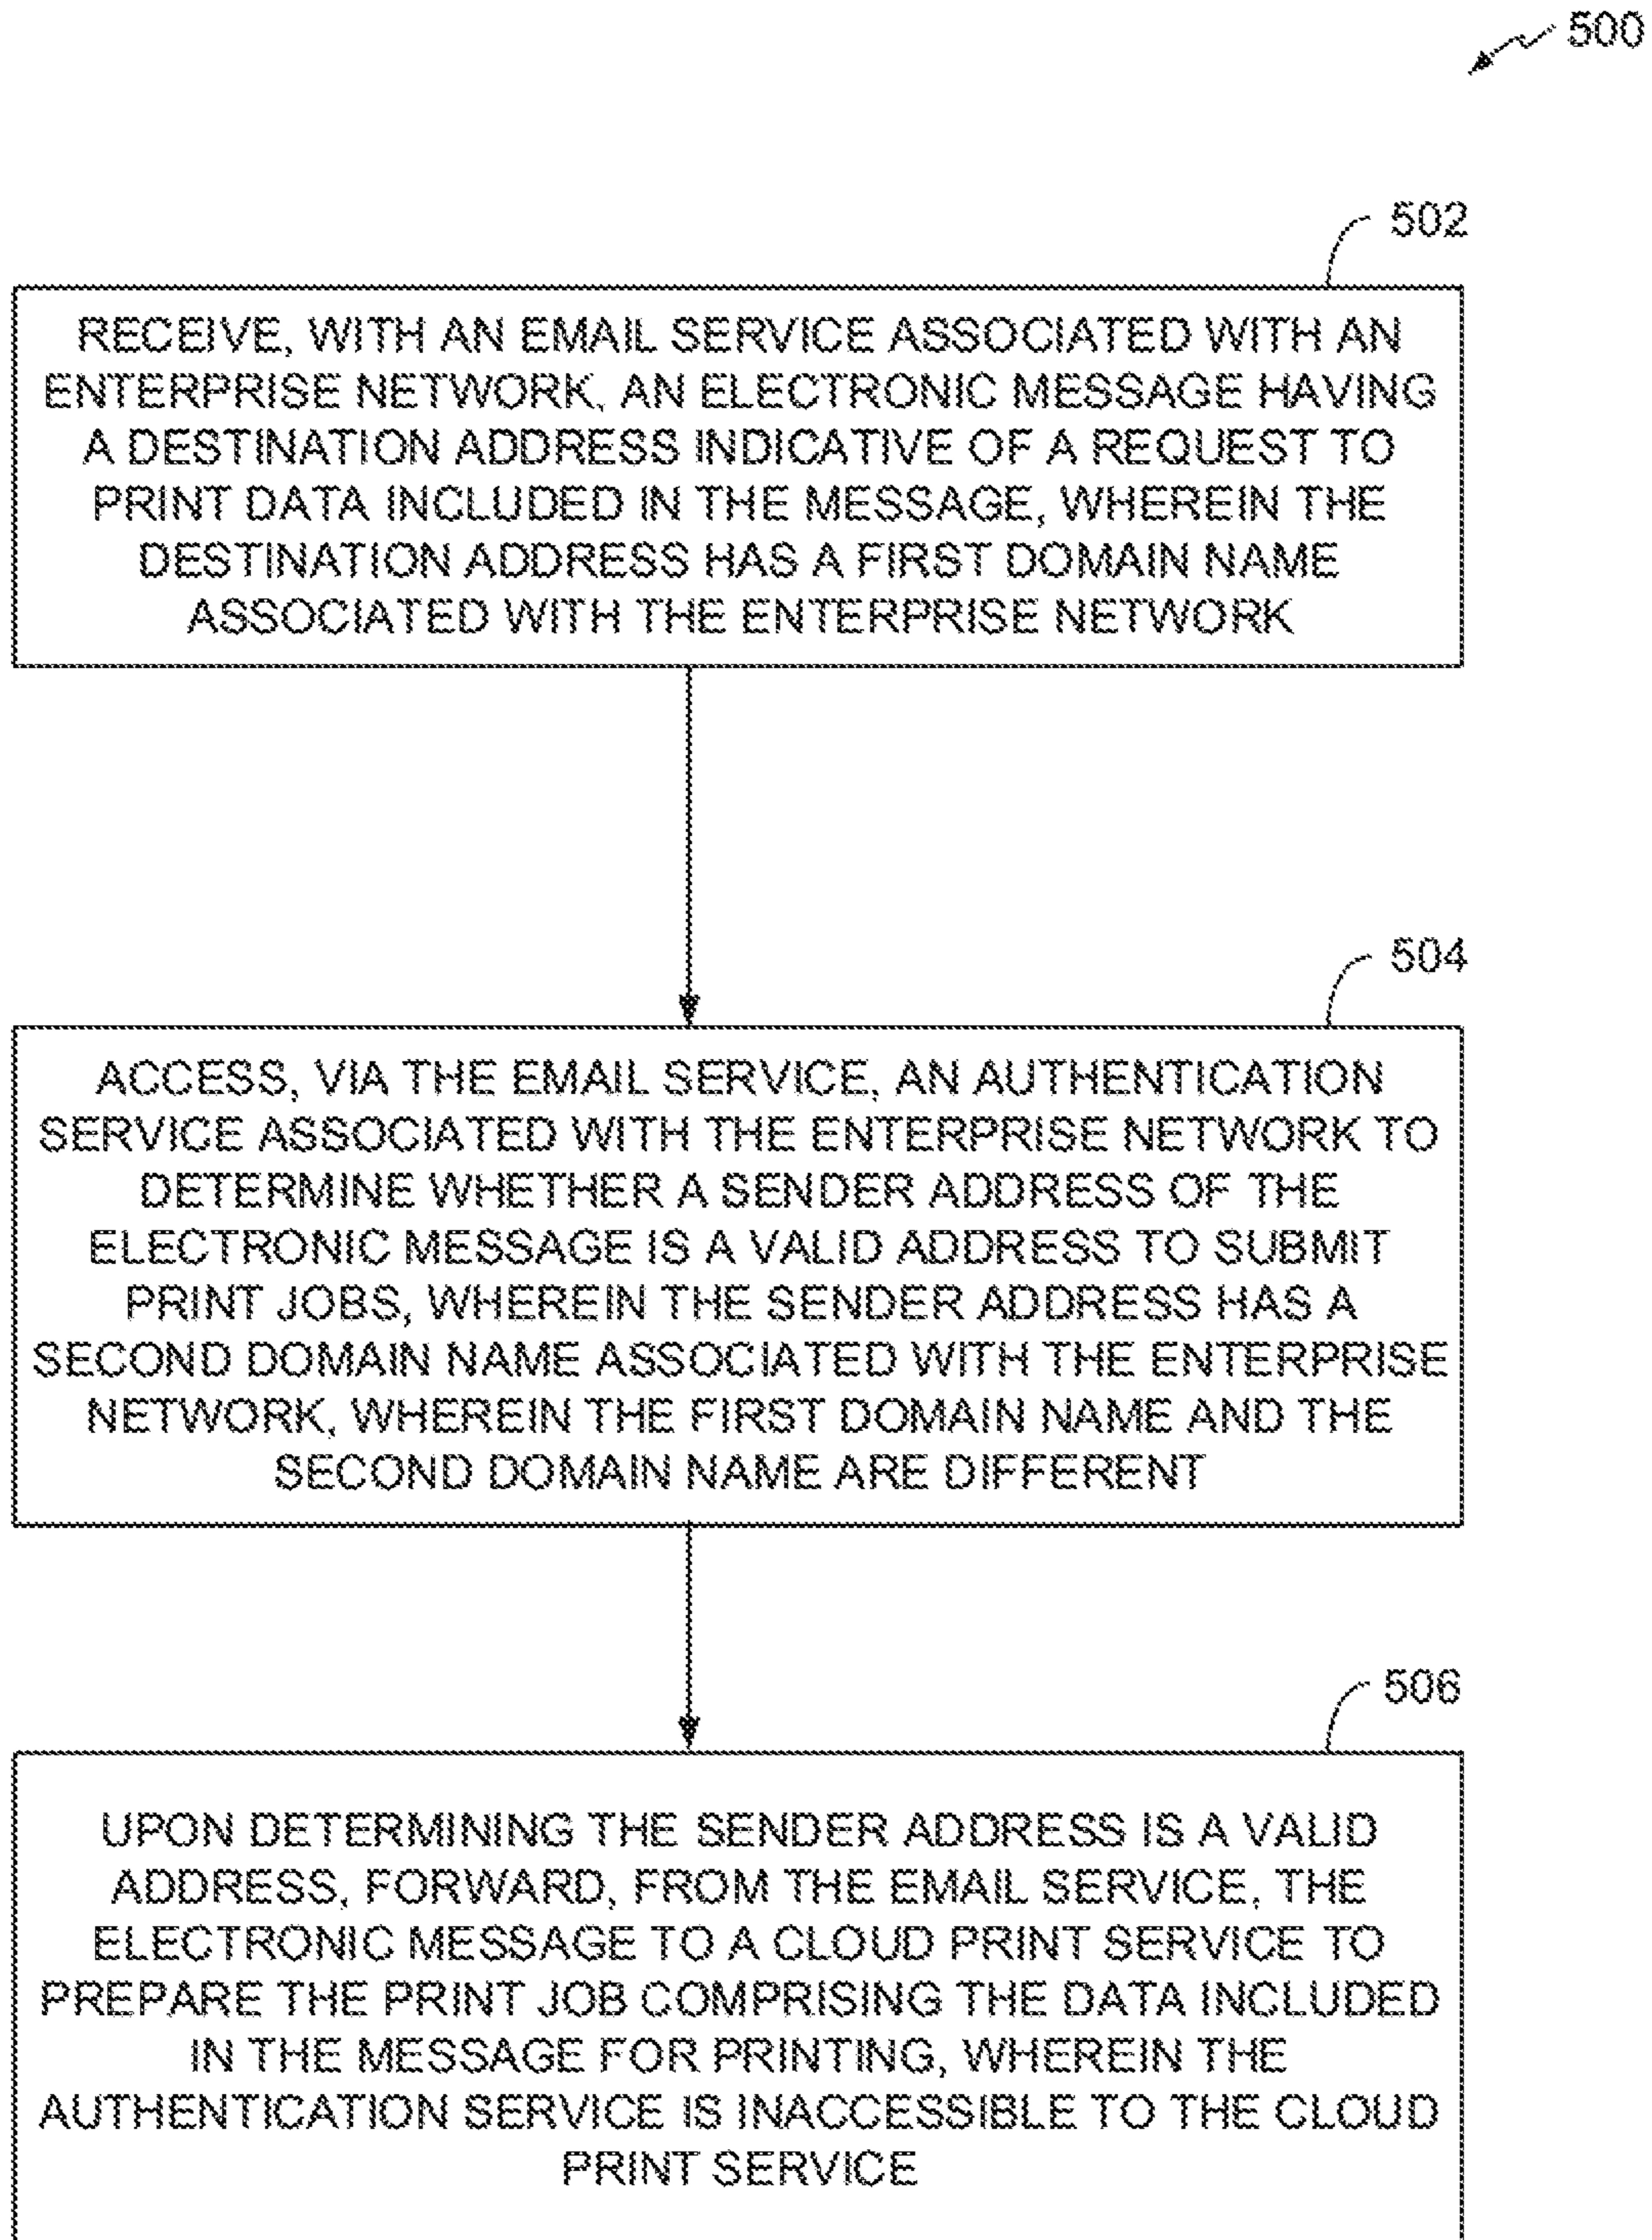 500
502
RECEIVE, WITH AN EMAIL SERVICE ASSOCIATED WITH AN
ENTERPRISE NETWORK, AN ELECTRONIC MESSAGE HAVING
A DESTINATION ADDRESS INDICATIVE OF A REQUEST TO
PRINT DATA INCLUDED IN THE MESSAGE, WHEREIN THE
DESTINATION ADDRESS HAS A FIRST DOMAIN NAME
ASSOCIATED WITH THE ENTERPRISE NETWORK
504
ACCESS, VIA THE EMAIL SERVICE, AN AUTHENTICATION
SERVICE ASSOCIATED WITH THE ENTERPRISE NETWORK TO
DETERMINE WHETHER A SENDER ADDRESS OF THE
ELECTRONIC MESSAGE IS A VALID ADDRESS TO SUBMIT
PRINT JOBS, WHEREIN THE SENDER ADDRESS HAS A
SECOND DOMAIN NAME ASSOCIATED WITH THE ENTERPRISE
NETWORK, WHEREIN THE FIRST DOMAIN NAME AND THE
SECOND DOMAIN NAME ARE DIFFERENT
506
UPON DETERMINING THE SENDER ADDRESS IS A VALID
ADDRESS, FORWARD, FROM THE EMAIL SERVICE, THE
ELECTRONIC MESSAGE TO A CLOUD PRINT SERVICE TO
PREPARE THE PRINT JOB COMPRISING THE DATA INCLUDED
IN THE MESSAGE FOR PRINTING, WHEREIN THE
AUTHENTICATION SERVICE IS INACCESSIBLE TO THE CLOUD
PRINT SERVICE